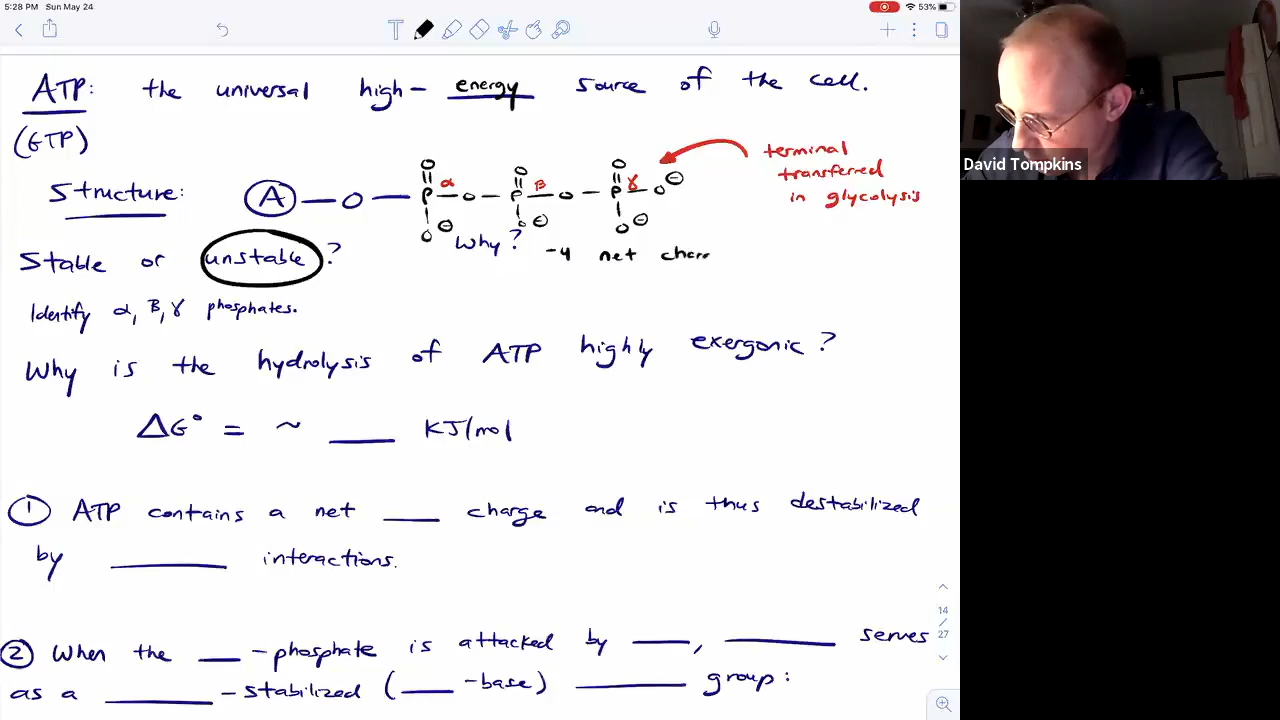 5:28 PM Sun May 24
53%
ATP: the universal high-energy source of the cell.
(GTP)
Structure:
A — O — P — O — P — O — P — O ⊖
O O O
α β γ
O ⊖ O ⊖ O ⊖
terminal
transferred
in glycolysis
Why?
-4 net char
Stable or unstable?
Identify α, β, γ phosphates.
Why is the hydrolysis of ATP highly exergonic?
ΔG° = ~ ____ KJ/mol
① ATP contains a net ____ charge and is thus destabilized
by ________ interactions.
② When the ___-phosphate is attacked by ____, ________ serves
as a ________-stabilized (____-base) ________ group:
14
/
27
David Tompkins